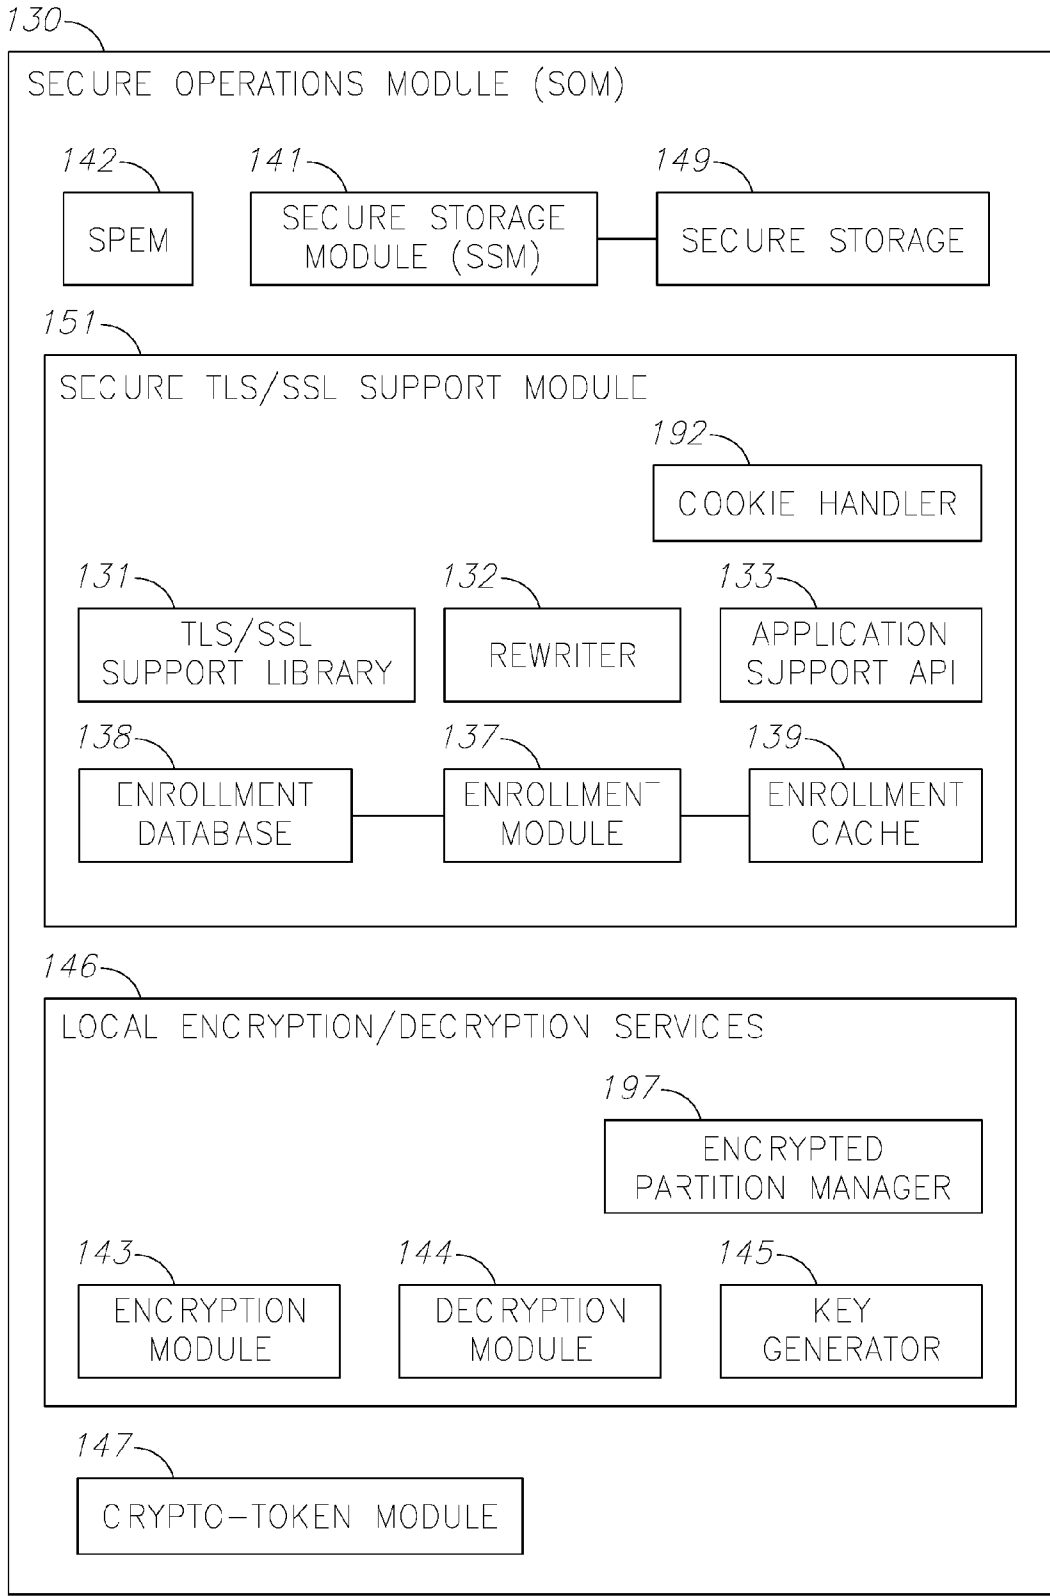 130
SECURE OPERATIONS MODULE (SOM)
142
141
149
SPEM
SECURE STORAGE
MODULE (SSM)
SECURE STORAGE
151
SECURE TLS/SSL SUPPORT MODULE
192
COOKIE HANDLER
131
132
133
TLS/SSL
SUPPORT LIBRARY
REWRITER
APPLICATION
SUPPORT API
138
137
139
ENROLLMENT
DATABASE
ENROLLMENT
MODULE
ENROLLMENT
CACHE
146
LOCAL ENCRYPTION/DECRYPTION SERVICES
197
ENCRYPTED
PARTITION MANAGER
143
144
145
ENCRYPTION
MODULE
DECRYPTION
MODULE
KEY
GENERATOR
147
CRYPTO-TOKEN MODULE